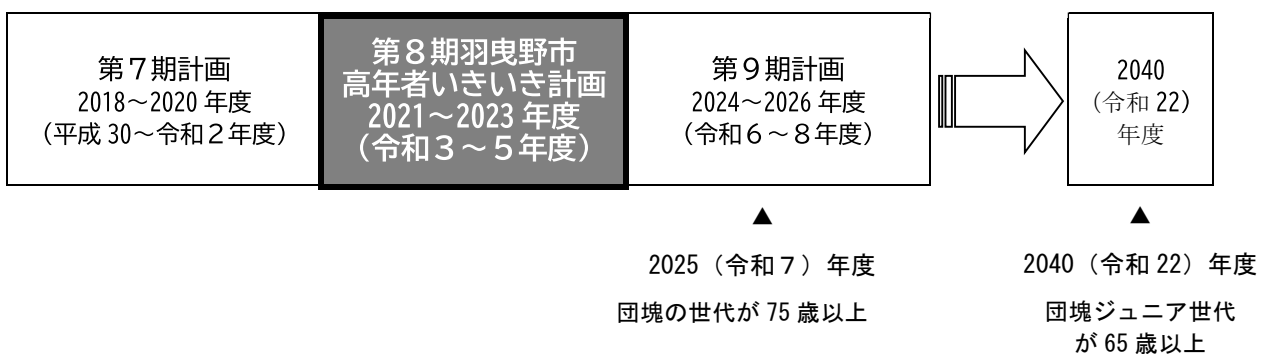 第７期計画
2018～2020 年度
（平成 30～令和２年度）
第８期羽曳野市
高年者いきいき計画
2021～2023 年度
（令和３～５年度）
第９期計画
2024～2026 年度
（令和６～８年度）
2040
（令和 22）
年度
▲
2025（令和７）年度
団塊の世代が 75 歳以上
▲
2040（令和 22）年度
団塊ジュニア世代
が 65 歳以上